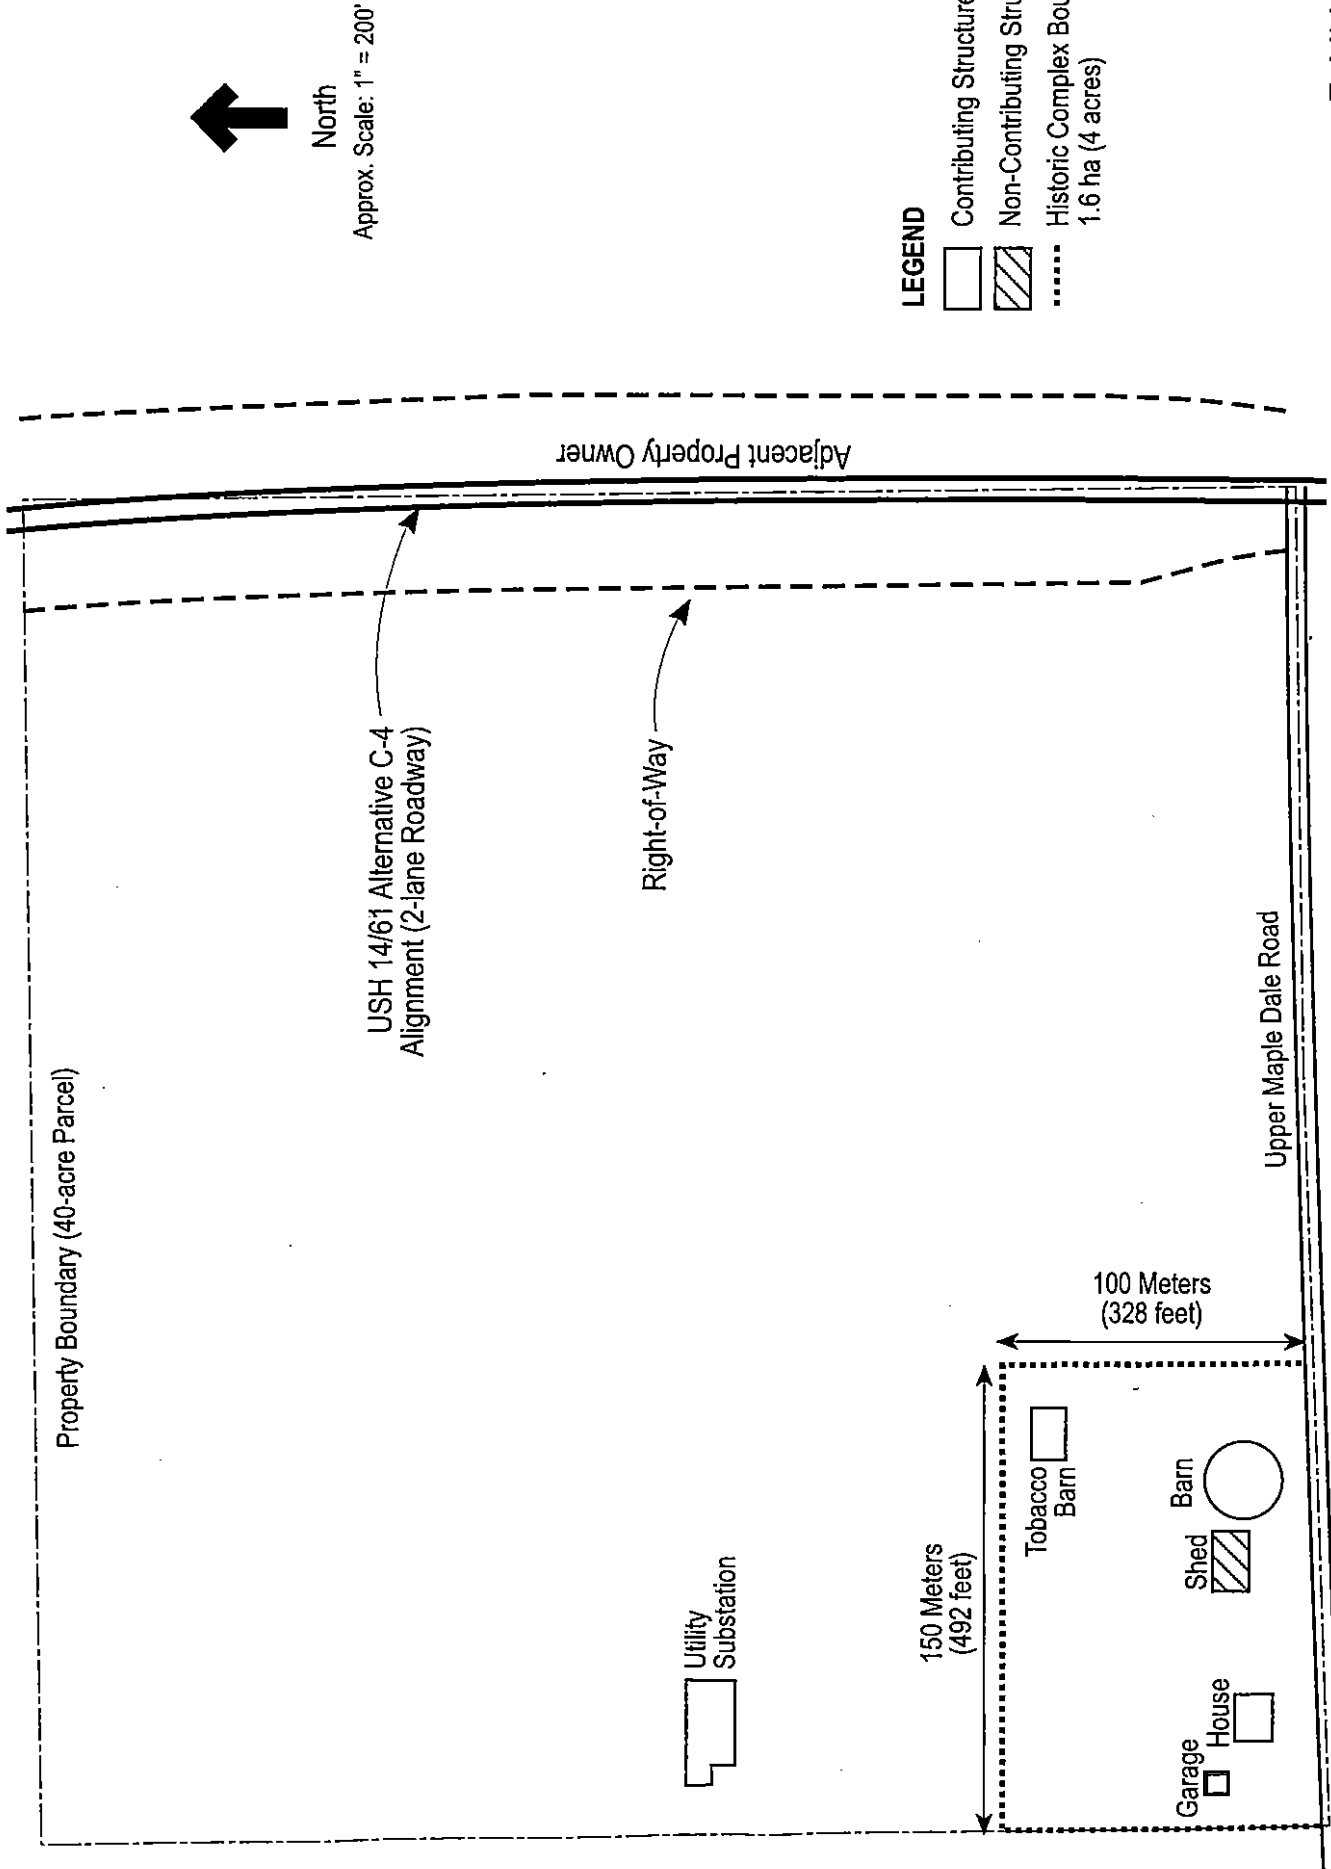 North
Approx. Scale: 1" = 200'
Property Boundary (40-acre Parcel)
USH 14/61 Alternative C-4
Alignment (2-lane Roadway)
Adjacent Property Owner
Right-of-Way
LEGEND
Contributing Structure
Non-Contributing
Historic Complex
1.6 ha (4 acres)
Utility
Substation
150 Meters
(492 feet)
100 Meters
(328 feet)
Tobacco
Barn
Barn
Shed
House
Garage
Upper Maple Dale Road